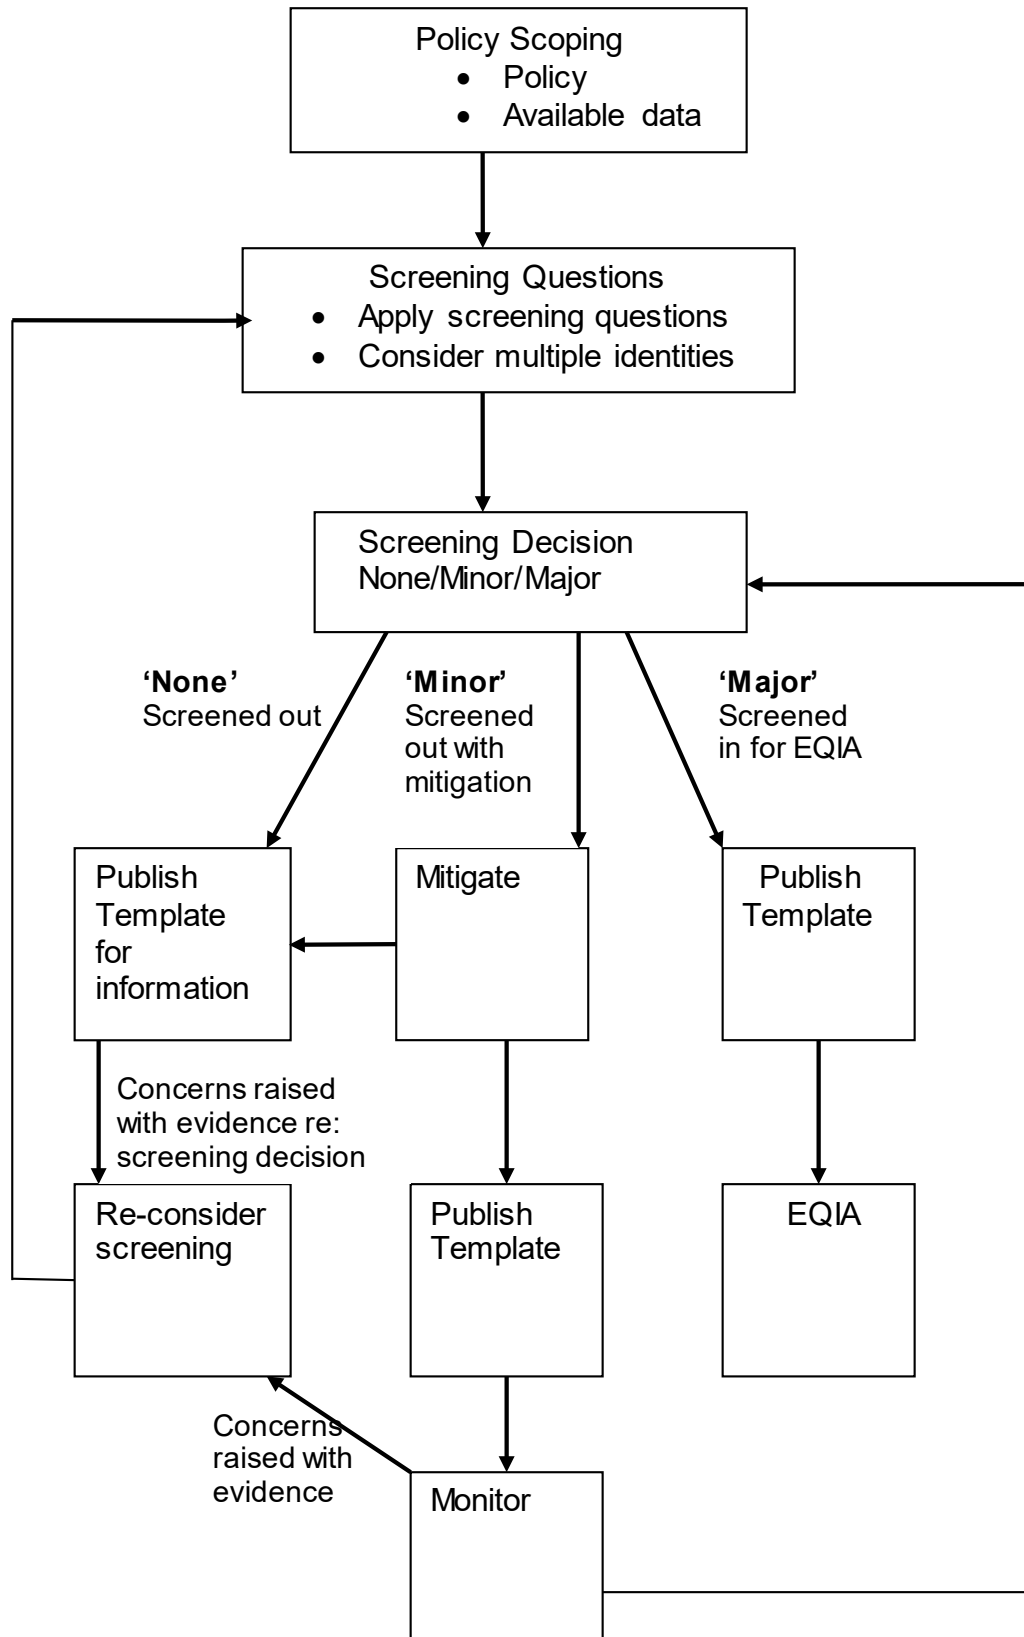 Policy Scoping
• Policy
• Available data
Screening Questions
• Apply screening questions
• Consider multiple identities
Screening Decision
None/Minor/Major
‘None’
Screened out
‘Minor’
Screened
out with
mitigation
‘Major’
Screened
in for EQIA
Publish
Template
for
information
Mitigate
Publish
Template
Concerns raised
with evidence re:
screening decision
Re-consider
screening
Publish
Template
EQIA
Concerns
raised with
evidence
Monitor